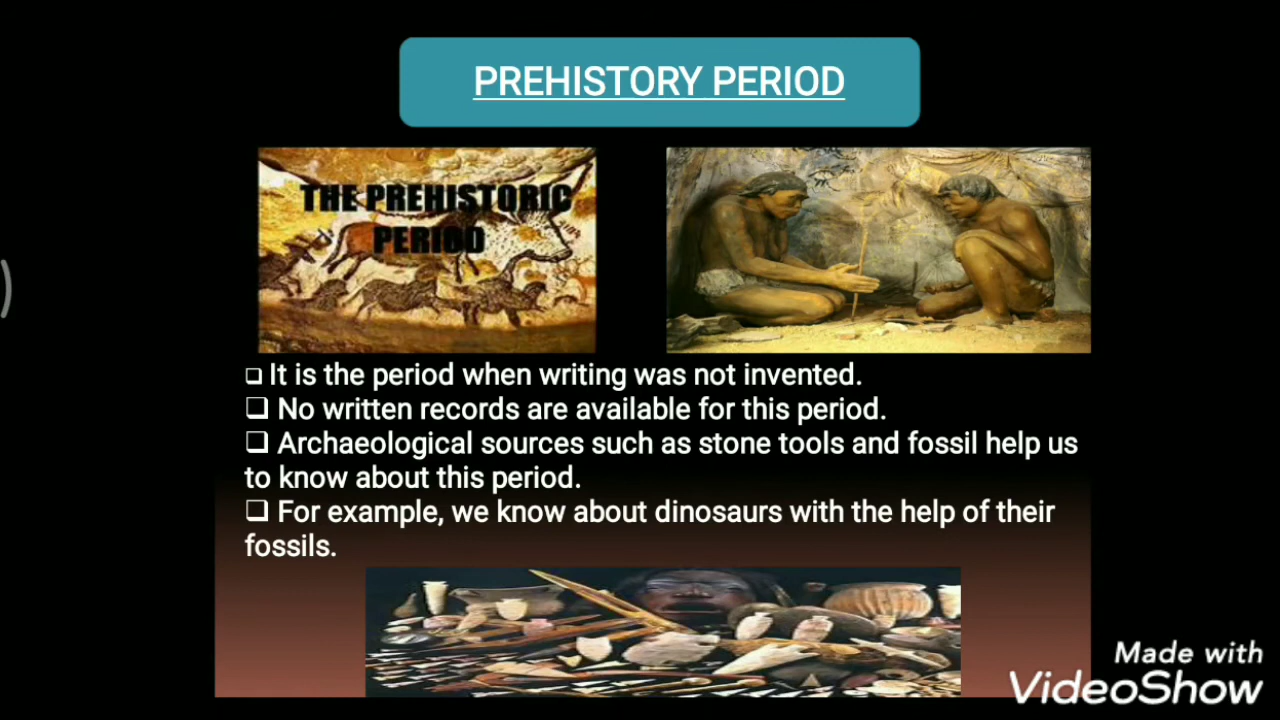 PREHISTORY PERIOD
THE PREHISTORIC
PERIOD
❑ It is the period when writing was not invented.
❑ No written records are available for this period.
❑ Archaeological sources such as stone tools and fossil help us
to know about this period.
❑ For example, we know about dinosaurs with the help of their
fossils.
Made with
VideoShow